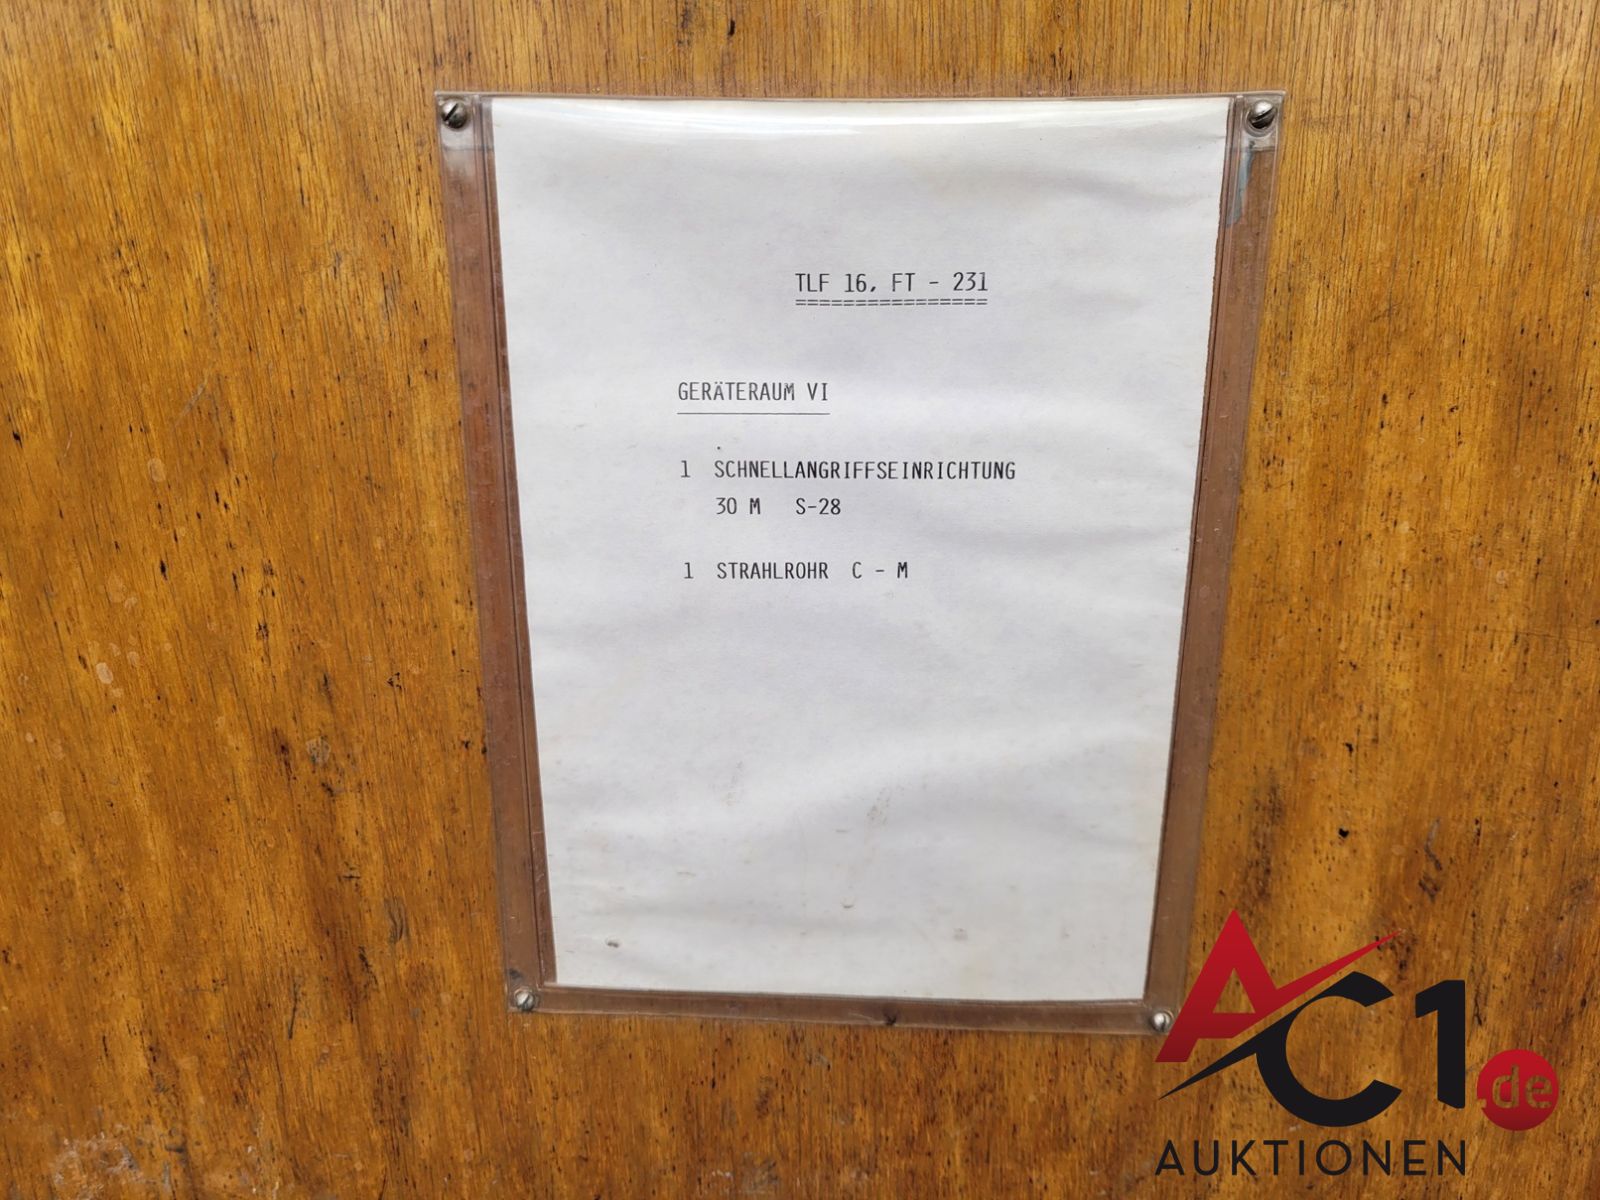 TLF 16, FT - 231
================
GERÄTERAUM VI
1 SCHNELLANGRIFFSEINRICHTUNG
30 M S-28
1 STRAHLROHR C - M
AC1.de
AUKTIONEN